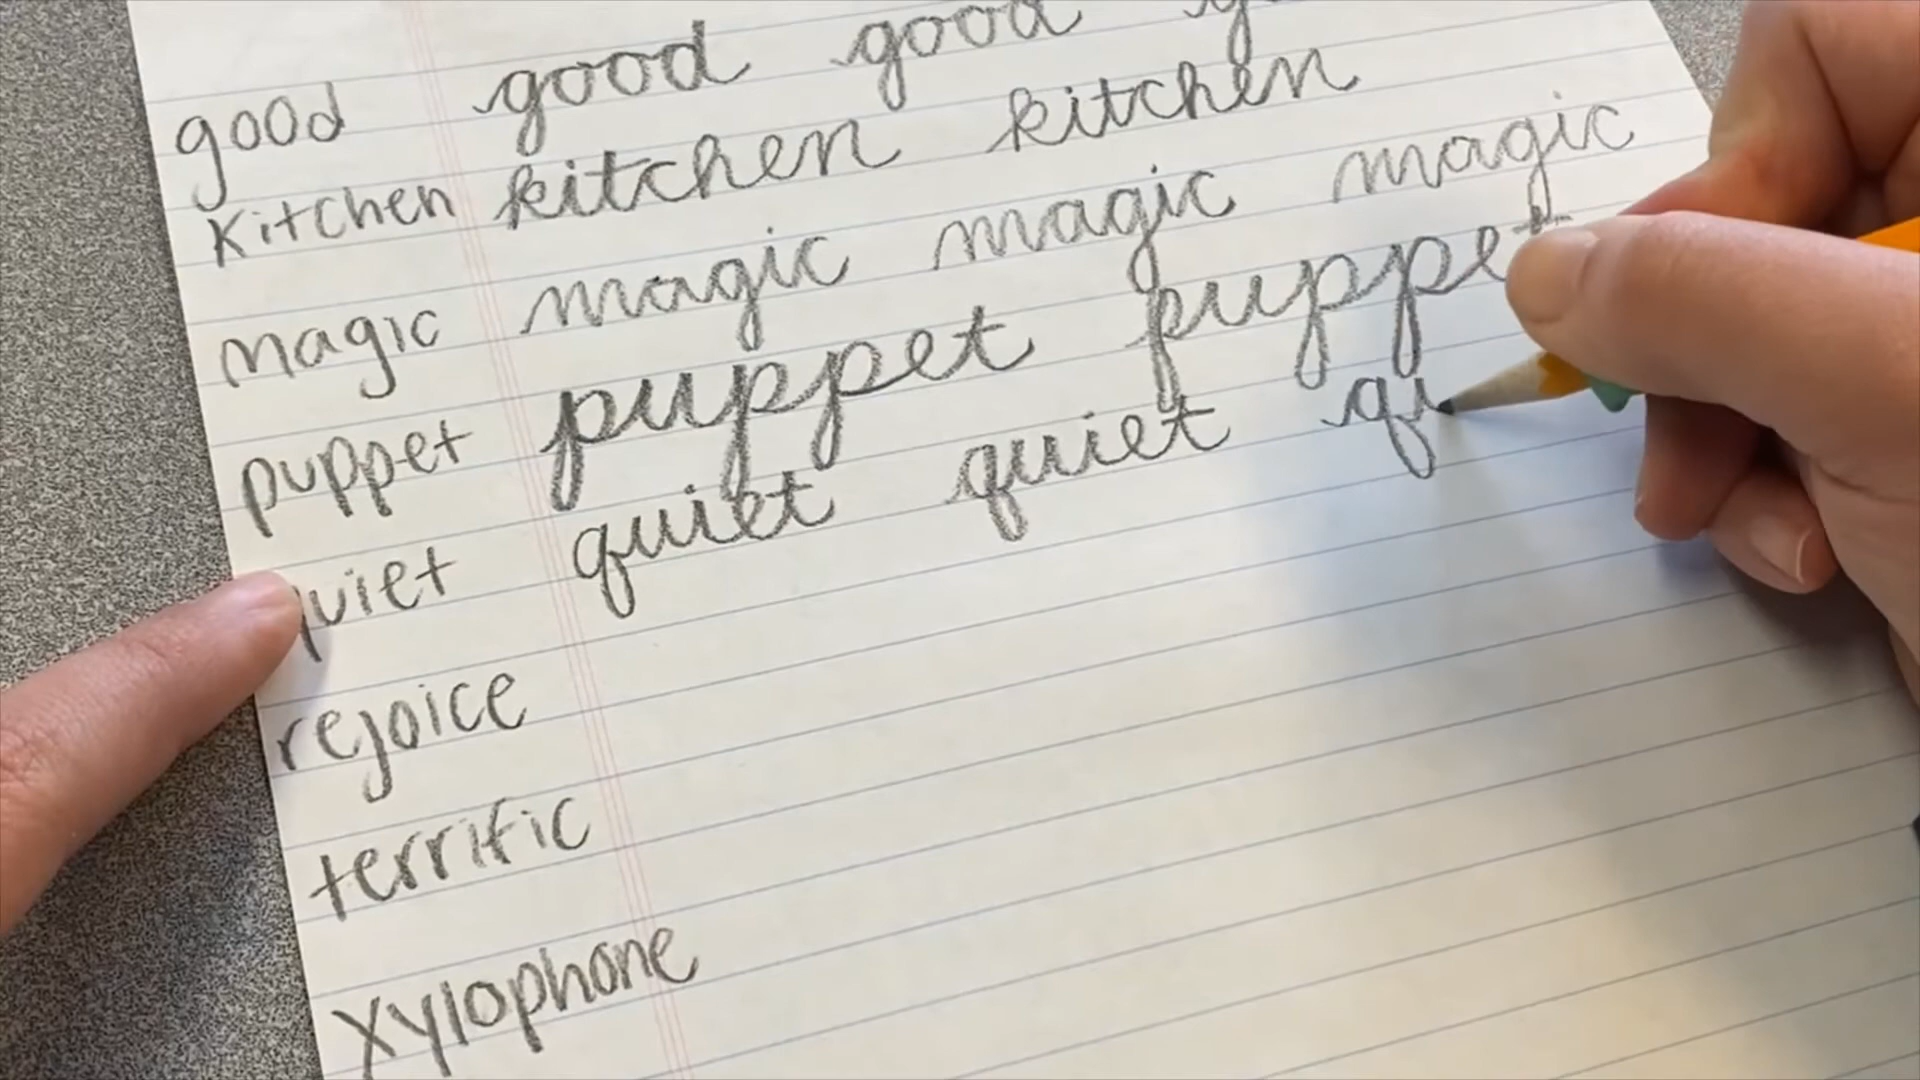 good good good
kitchen kitchen kitchen
magic magic magic magic
puppet puppet puppet
quiet quiet quiet qu
rejoice
terrific
xylophone